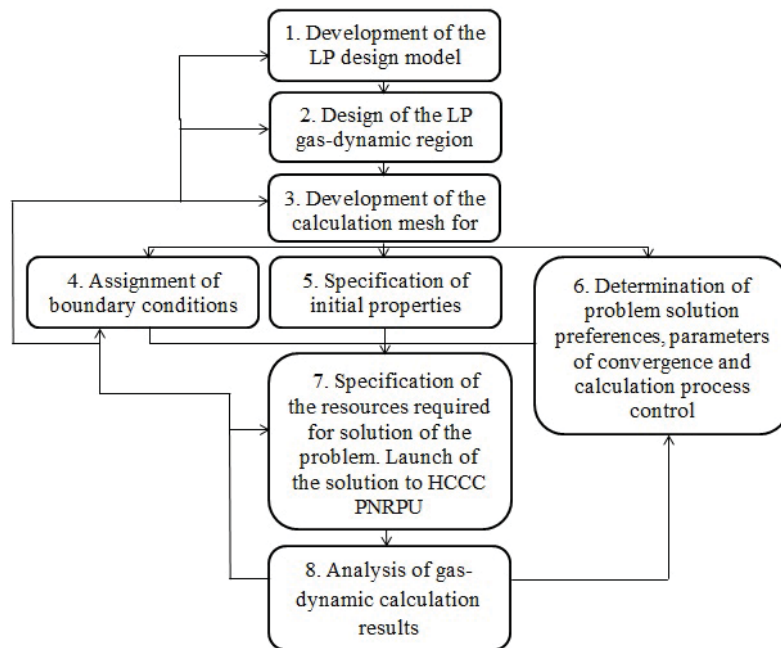 1. Development of the
LP design model
2. Design of the LP
gas-dynamic region
3. Development of the
calculation mesh for
4. Assignment of
boundary conditions
5. Specification of
initial properties
6. Determination of
problem solution
preferences, parameters
of convergence and
calculation process
control
7. Specification of
the resources required
for solution of the
problem. Launch of
the solution to HCCC
PNRPU
8. Analysis of gas-
dynamic calculation
results